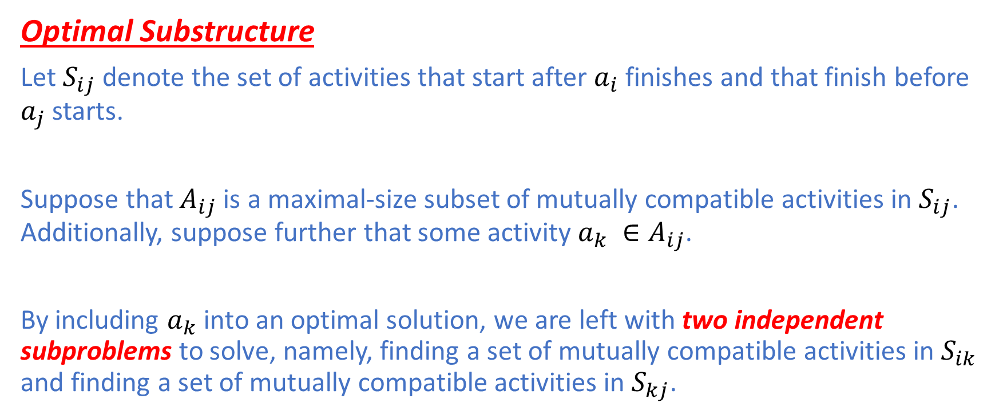 Optimal Substructure
Let $S_{ij}$ denote the set of activities that start after $a_i$ finishes and that finish before
$a_j$ starts.
Suppose that $A_{ij}$ is a maximal-size subset of mutually compatible activities in $S_{ij}$.
Additionally, suppose further that some activity $a_k \in A_{ij}$.
By including $a_k$ into an optimal solution, we are left with two independent
subproblems to solve, namely, finding a set of mutually compatible activities in $S_{ik}$
and finding a set of mutually compatible activities in $S_{kj}$.